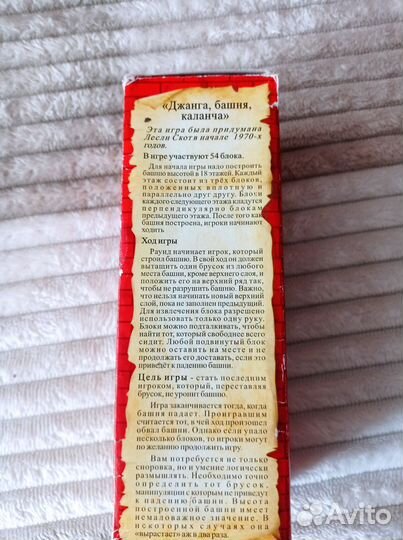 «Джанга, башня,
каланча»
Эта игра была придумана
Лесли Скотв начале 1970-х
годов.
В игре участвуют 54 блока.
Для начала игры надо построить
башню высотой в 18 этажей. Каждый
этаж состоит из трёх блоков,
положенных вплотную и
параллельно друг другу. Блоки
каждого следующего этажа кладутся
перпендикулярно блокам
предыдущего этажа. После того как
башня построена, игроки начинают
ходить
Ход игры
Раунд начинает игрок, который
строил башню. В свой ход он должен
вытащить один брусок из любого
места башни, кроме верхнего слоя, и
положить его на верхний ряд так,
чтобы не разрушить башню. Важно,
что нельзя начинать новый верхний
слой, пока не заполнен предыдущий.
Для извлечения блока разрешено
использовать только одну руку.
Блоки можно подталкивать, чтобы
найти тот, который свободнее всего
сидит. Любой подвинутый блок
можно оставить на месте и не
продолжать его доставать, если это
приведёт к падению башни.
Цель игры - стать последним
игроком, который, переставляя
брусок, не уронит башню.
Игра заканчивается тогда, когда
башня падает. Проигравшим
считается тот, в чей ход произошел
обвал башни. Однако если упало
несколько блоков, то игроки могут
по желанию продолжить игру.
Вам потребуется не только
сноровка, но и умение логически
размышлять. Необходимо точно
определить тот брусок,
манипуляции с которым не приведут
к падению башни. Высота
построенной башни имеет
немаловажное значение. В
некоторых случаях она
«вырастает» аж в два раза.
Avito